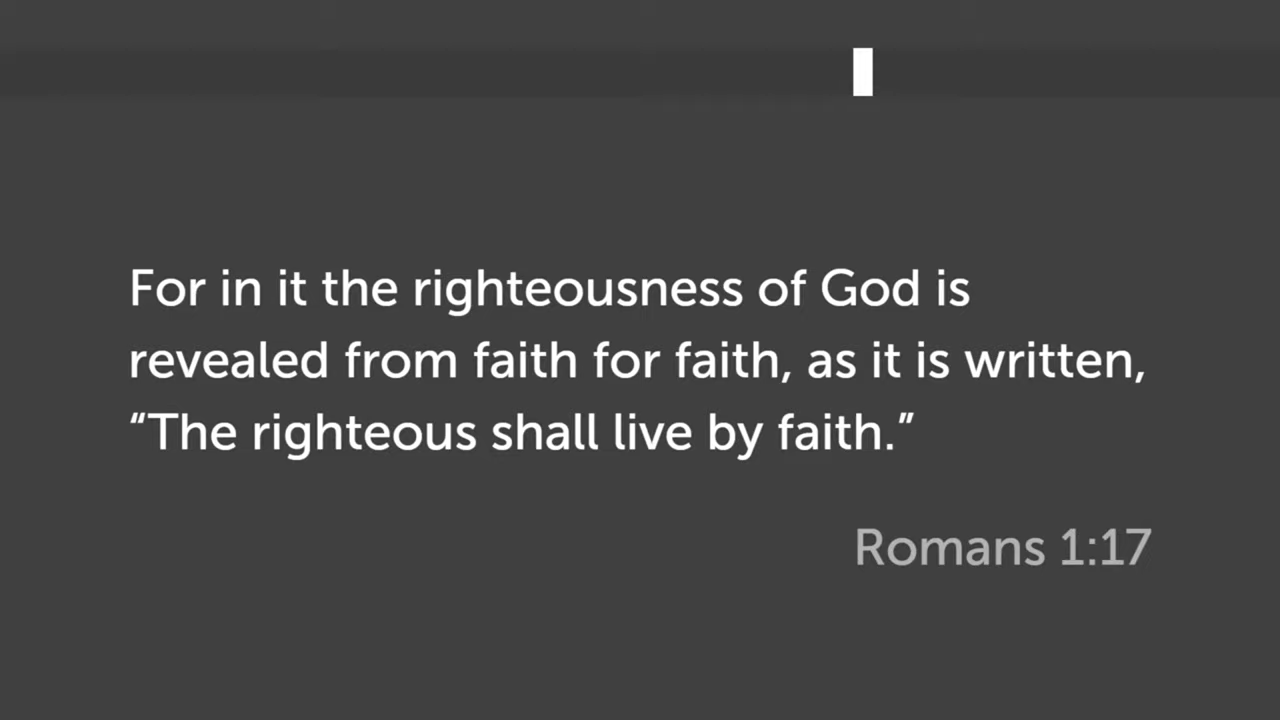 For in it the righteousness of God is
revealed from faith for faith, as it is written,
“The righteous shall live by faith.”
Romans 1:17